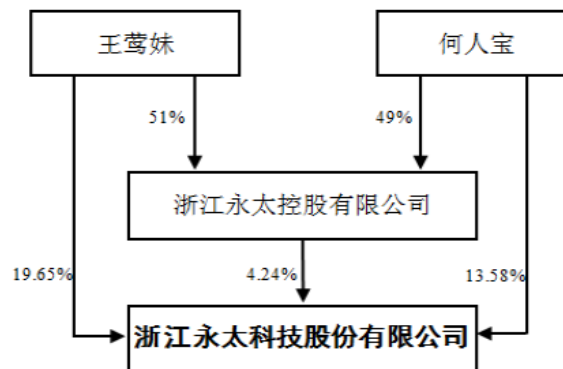 王莺妹
何人宝
51%
49%
浙江永太控股有限公司
19.65%
4.24%
13.58%
浙江永太科技股份有限公司